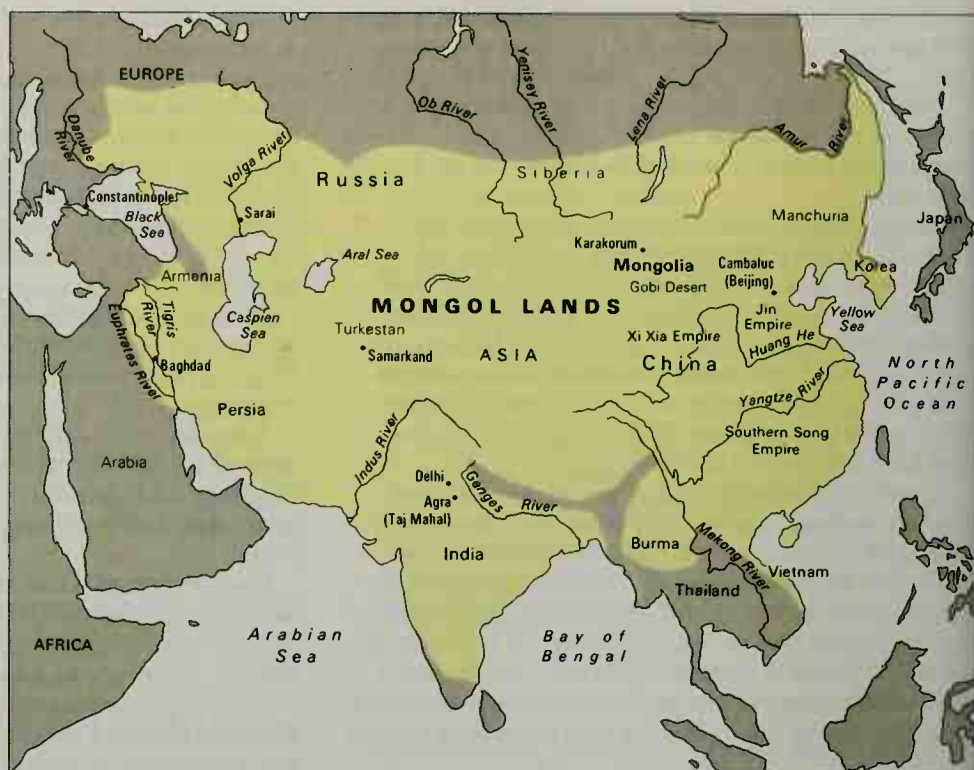 EUROPE
Danube
River
Volga River
Ob River
Yenisey River
Lena River
Amur
River
Russia
Siberia
Constantinople
Black
Sea
Sarai
Manchuria
Japan
Armenia
Aral Sea
Karakorum
Mongolia
Gobi Desert
Cambaluc
(Beijing)
Korea
Caspien
Sea
MONGOL LANDS
Jin
Empire
Yellow
Sea
Tigris
River
Euphrates River
Baghdad
Turkestan
Samarkand
ASIA
Xi Xia Empire
China
Huang He
North
Pacific
Ocean
Persia
Yangtze River
Southern Song
Empire
Arabia
Indus River
Delhi
Agra
(Taj Mahal)
Ganges
River
India
Burma
Mekong River
Vietnam
Thailand
AFRICA
Arabian
Sea
Bay of
Bengal